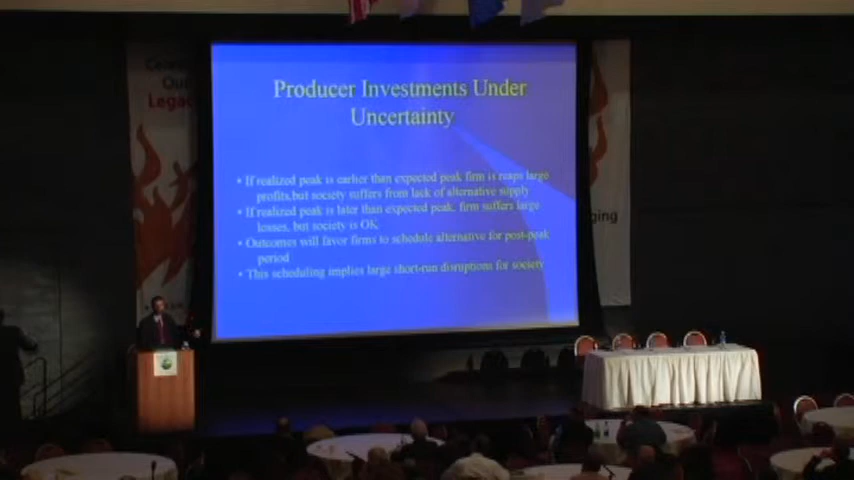 Our
Legac
Producer Investments Under
Uncertainty
• If realized peak is earlier than expected peak firm is reaps large
profits,but society suffers from lack of alternative supply
• If realized peak is later than expected peak, firm suffers large
losses, but society is OK
• Outcomes will favor firms to schedule alternative for post-peak
period
• This scheduling implies large short-run disruptions for society
nging